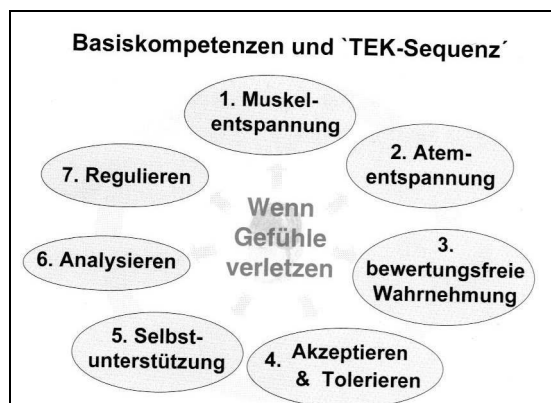 Basiskompetenzen und `TEK-Sequenz´
1. Muskel-
entspannung
2. Atem-
entspannung
3.
bewertungsfreie
Wahrnehmung
4. Akzeptieren
& Tolerieren
5. Selbst-
unterstützung
6. Analysieren
7. Regulieren
Wenn
Gefühle
verletzen